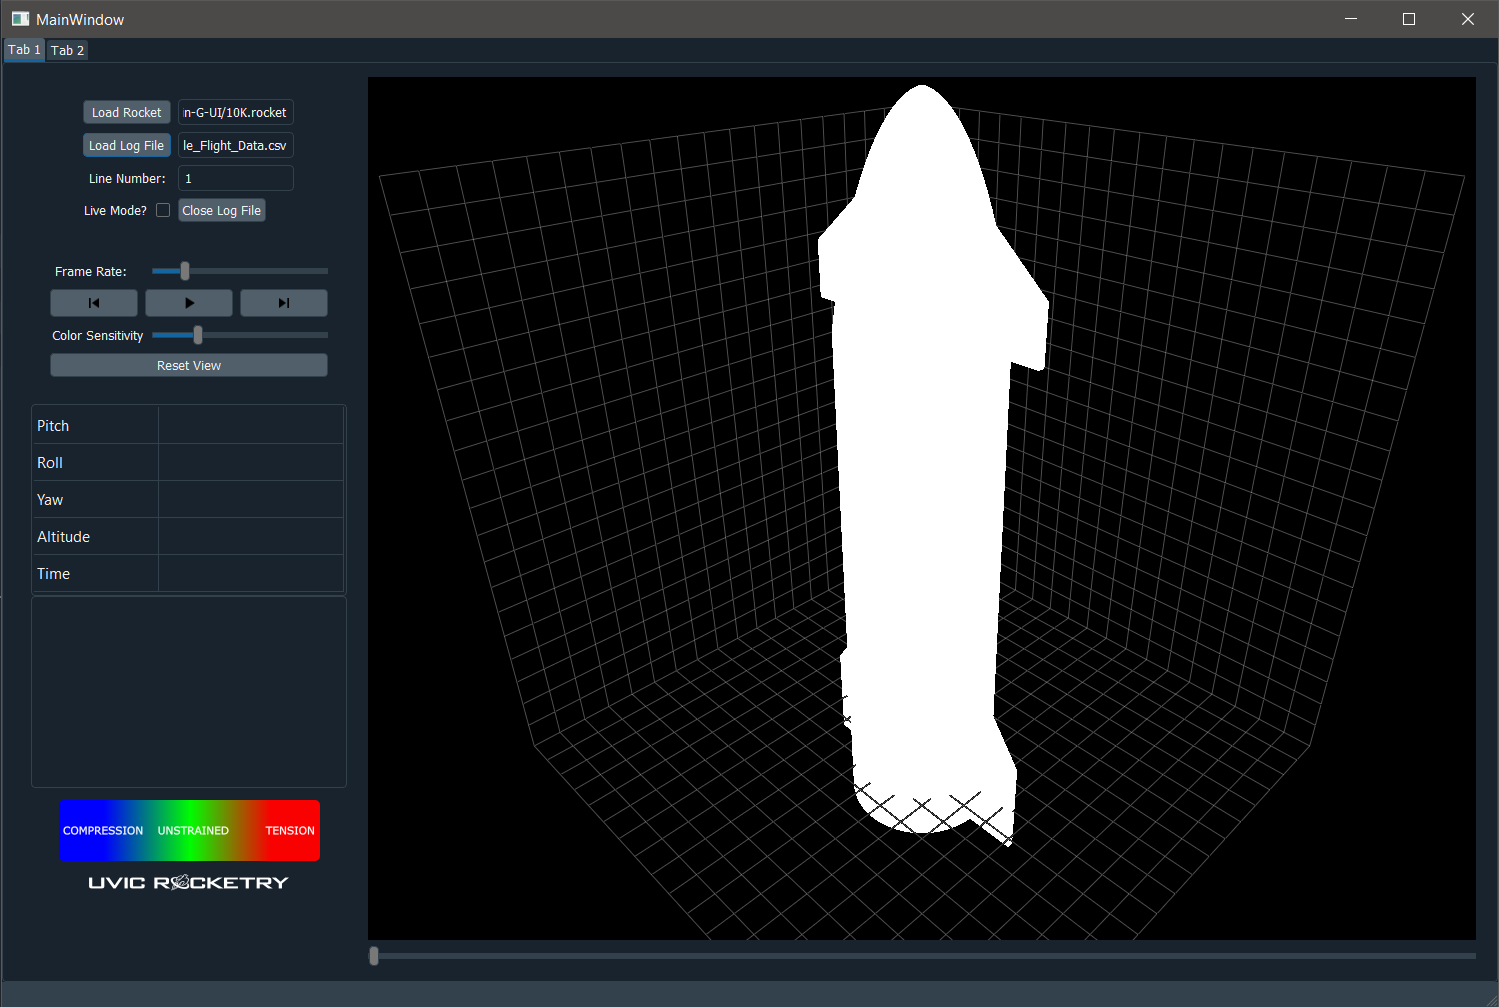 MainWindow
Tab 1 Tab 2
Load Rocket n-G-UI/10K.rocket
Load Log File le_Flight_Data.csv
Line Number: 1
Live Mode? Close Log File
Frame Rate:
Color Sensitivity
Reset View
Pitch
Roll
Yaw
Altitude
Time
COMPRESSION UNSTRAINED TENSION
UVIC ROCKETRY